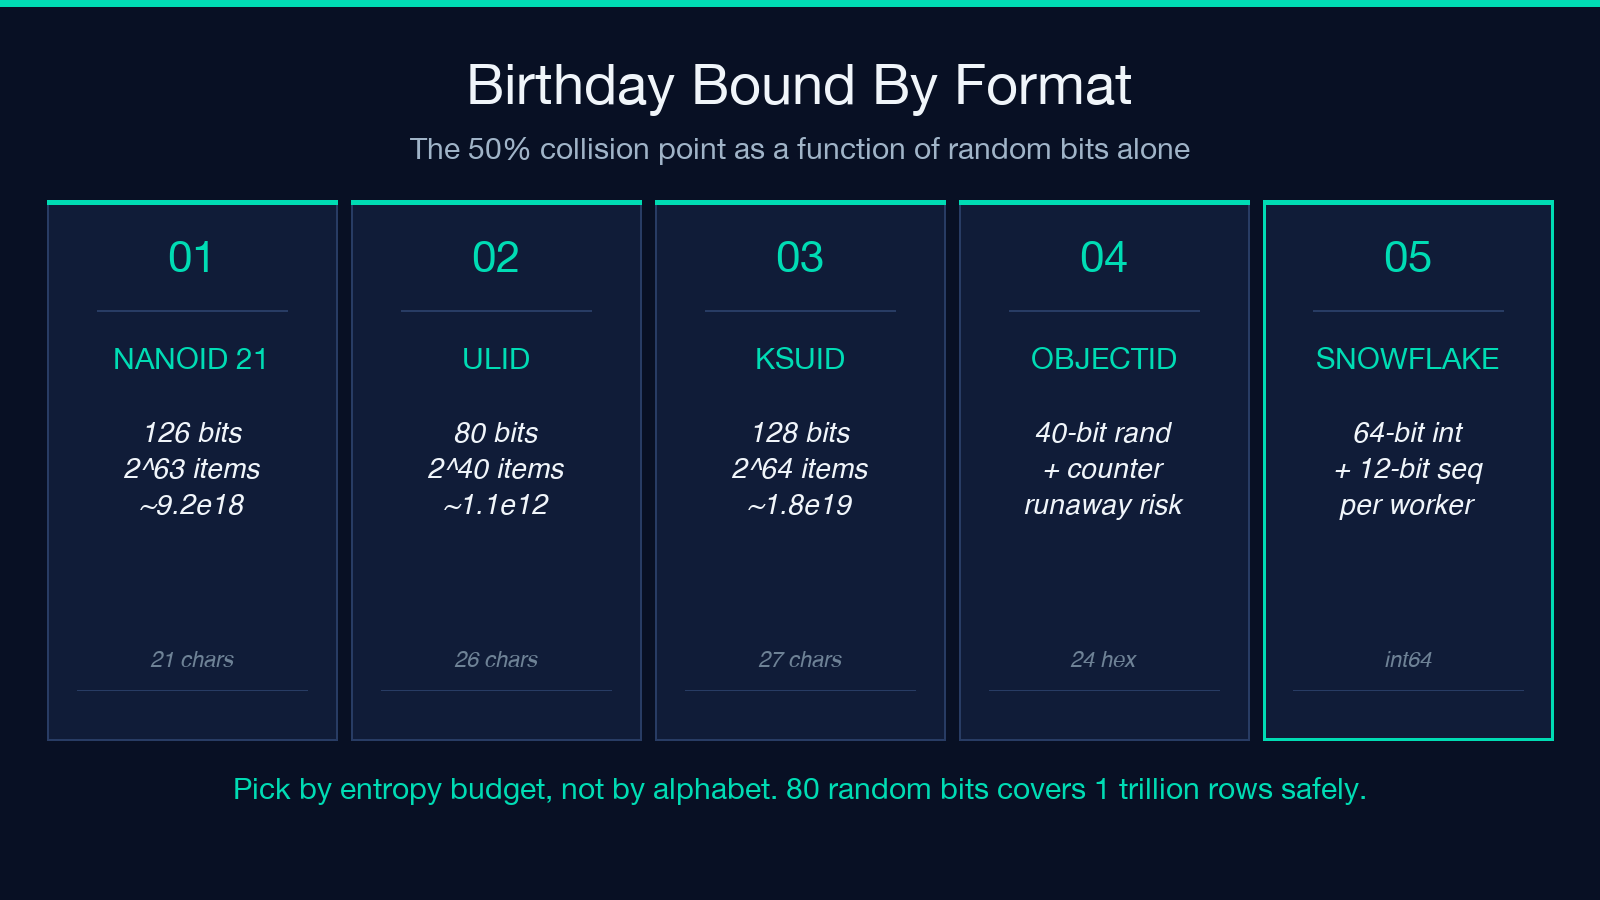 Birthday Bound By Format
The 50% collision point as a function of random bits alone
01
NANOID 21
126 bits
2^63 items
~9.2e18
21 chars
02
ULID
80 bits
2^40 items
~1.1e12
26 chars
03
KSUID
128 bits
2^64 items
~1.8e19
27 chars
04
OBJECTID
40-bit rand
+ counter
runaway risk
24 hex
05
SNOWFLAKE
64-bit int
+ 12-bit seq
per worker
int64
Pick by entropy budget, not by alphabet. 80 random bits covers 1 trillion rows safely.